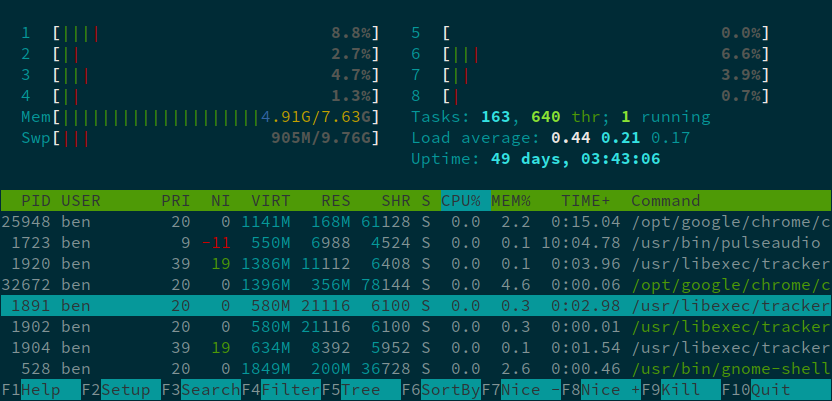 1 [|||| 8.8%] 5 [ 0.0%]
2 [|| 2.7%] 6 [||| 6.6%]
3 [||| 4.7%] 7 [|| 3.9%]
4 [|| 1.3%] 8 [| 0.7%]
Mem[||||||||||||||||||||4.91G/7.63G] Tasks: 163, 640 thr; 1 running
Swp[||| 905M/9.76G] Load average: 0.44 0.21 0.17
Uptime: 49 days, 03:43:06
PID USER PRI NI VIRT RES SHR S CPU% MEM% TIME+ Command
25948 ben 20 0 1141M 168M 61128 S 0.0 2.2 0:15.04 /opt/google/chrome/c
1723 ben 9 -11 550M 6988 4524 S 0.0 0.1 10:04.78 /usr/bin/pulseaudio
1920 ben 39 19 1386M 11112 6408 S 0.0 0.1 0:03.96 /usr/libexec/tracker
32672 ben 20 0 1396M 356M 78144 S 0.0 4.6 0:00.06 /opt/google/chrome/c
1891 ben 20 0 580M 21116 6100 S 0.0 0.3 0:02.98 /usr/libexec/tracker
1902 ben 20 0 580M 21116 6100 S 0.0 0.3 0:00.01 /usr/libexec/tracker
1904 ben 39 19 634M 8392 5952 S 0.0 0.1 0:01.54 /usr/libexec/tracker
528 ben 20 0 1849M 200M 36728 S 0.0 2.6 0:00.46 /usr/bin/gnome-shell
F1Help F2Setup F3SearchF4FilterF5Tree F6SortByF7Nice -F8Nice +F9Kill F10Quit